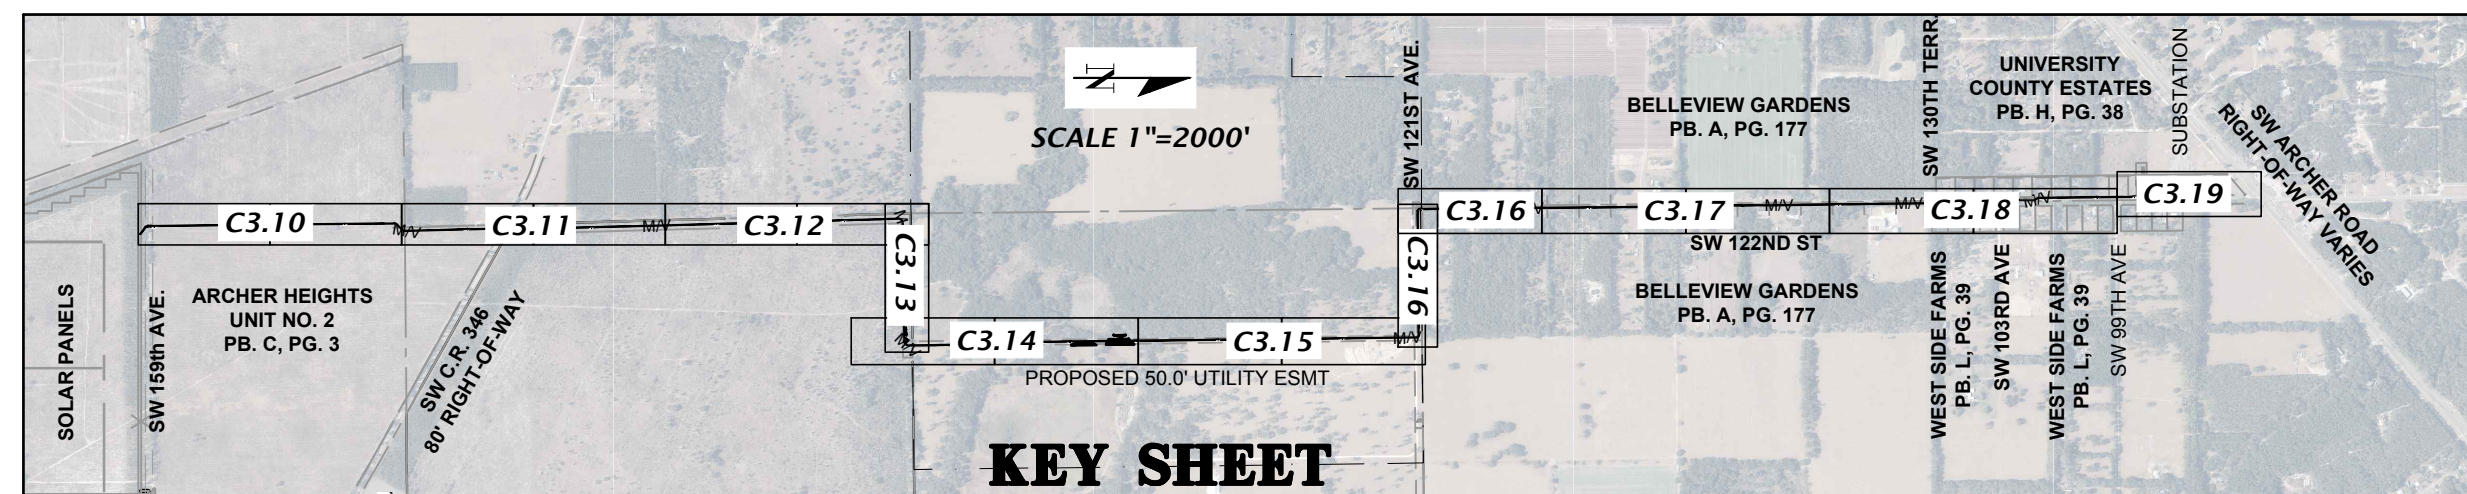 SOLAR PANELS
SW 159th AVE.
C3.10
ARCHER HEIGHTS
UNIT NO. 2
PB. C, PG. 3
M/V
C3.11
SW C.R. 346
80' RIGHT-OF-WAY
M/V
C3.12
M/V
C3.13
M/V
N
SCALE 1"=2000'
C3.14
C3.15
M/V
PROPOSED 50.0' UTILITY ESMT
KEY SHEET
SW 121ST AVE.
C3.16
C3.16
BELLEVIEW GARDENS
PB. A, PG. 177
C3.17
M/V
SW 122ND ST
BELLEVIEW GARDENS
PB. A, PG. 177
SW 130TH TERR.
M/V
C3.18
M/V
UNIVERSITY
COUNTY ESTATES
PB. H, PG. 38
SUBSTATION
C3.19
SW ARCHER ROAD
RIGHT-OF-WAY VARIES
WEST SIDE FARMS
PB. L, PG. 39
SW 103RD AVE
WEST SIDE FARMS
PB. L, PG. 39
SW 99TH AVE